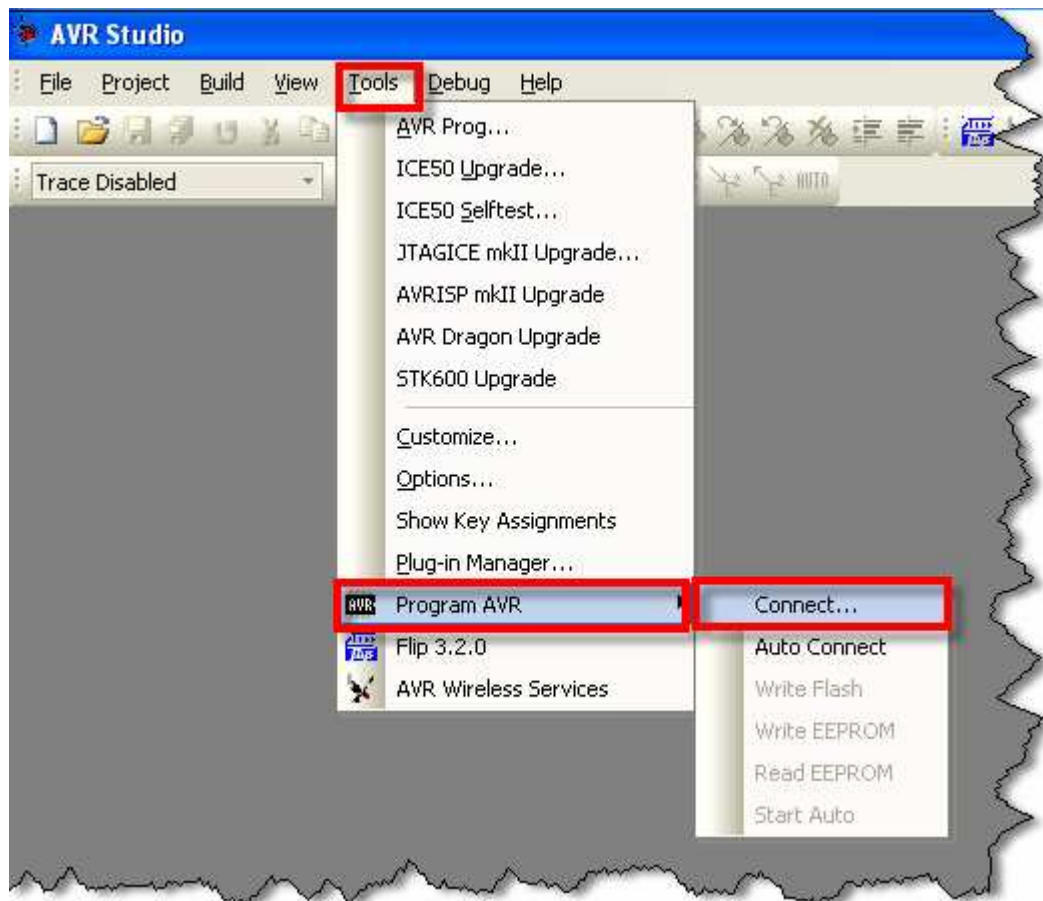 AVR Studio
File Project Build View Tools Debug Help
AVR Prog...
ICE50 Upgrade...
Trace Disabled
AUTO
ICE50 Selftest...
JTAGICE mkII Upgrade...
AVRISP mkII Upgrade
AVR Dragon Upgrade
STK600 Upgrade
Customize...
Options...
Show Key Assignments
Plug-in Manager...
AVR Program AVR
Connect...
Flip 3.2.0
Auto Connect
AVR Wireless Services
Write Flash
Write EEPROM
Read EEPROM
Start Auto